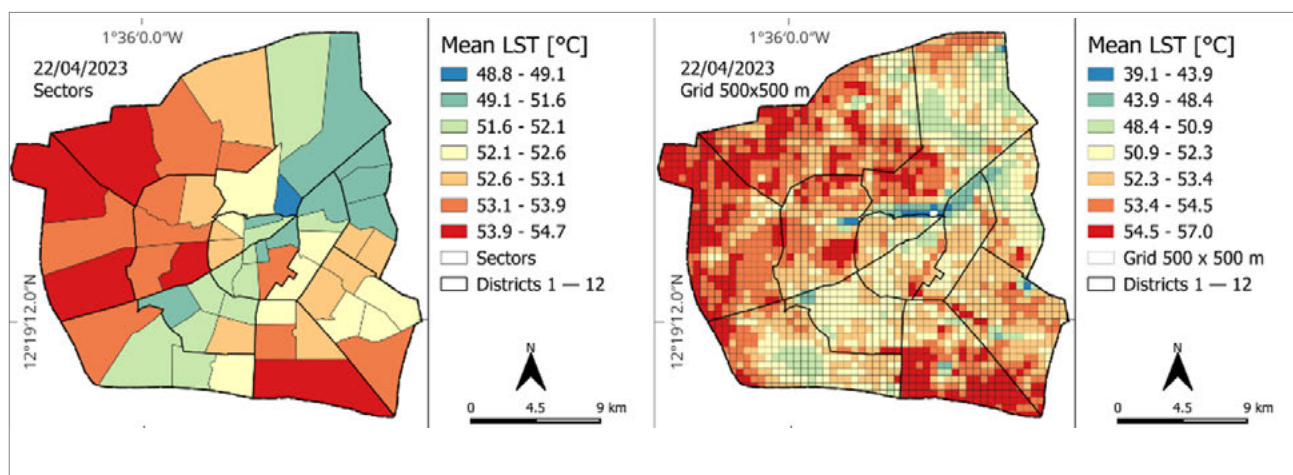 1°36'0.0"W
22/04/2023
Sectors
12°19'12.0"N
Mean LST [°C]
48.8 - 49.1
49.1 - 51.6
51.6 - 52.1
52.1 - 52.6
52.6 - 53.1
53.1 - 53.9
53.9 - 54.7
Sectors
Districts 1 — 12
N
0 4.5 9 km
1°36'0.0"W
22/04/2023
Grid 500x500 m
12°19'12.0"N
Mean LST [°C]
39.1 - 43.9
43.9 - 48.4
48.4 - 50.9
50.9 - 52.3
52.3 - 53.4
53.4 - 54.5
54.5 - 57.0
Grid 500 x 500 m
Districts 1 — 12
N
0 4.5 9 km